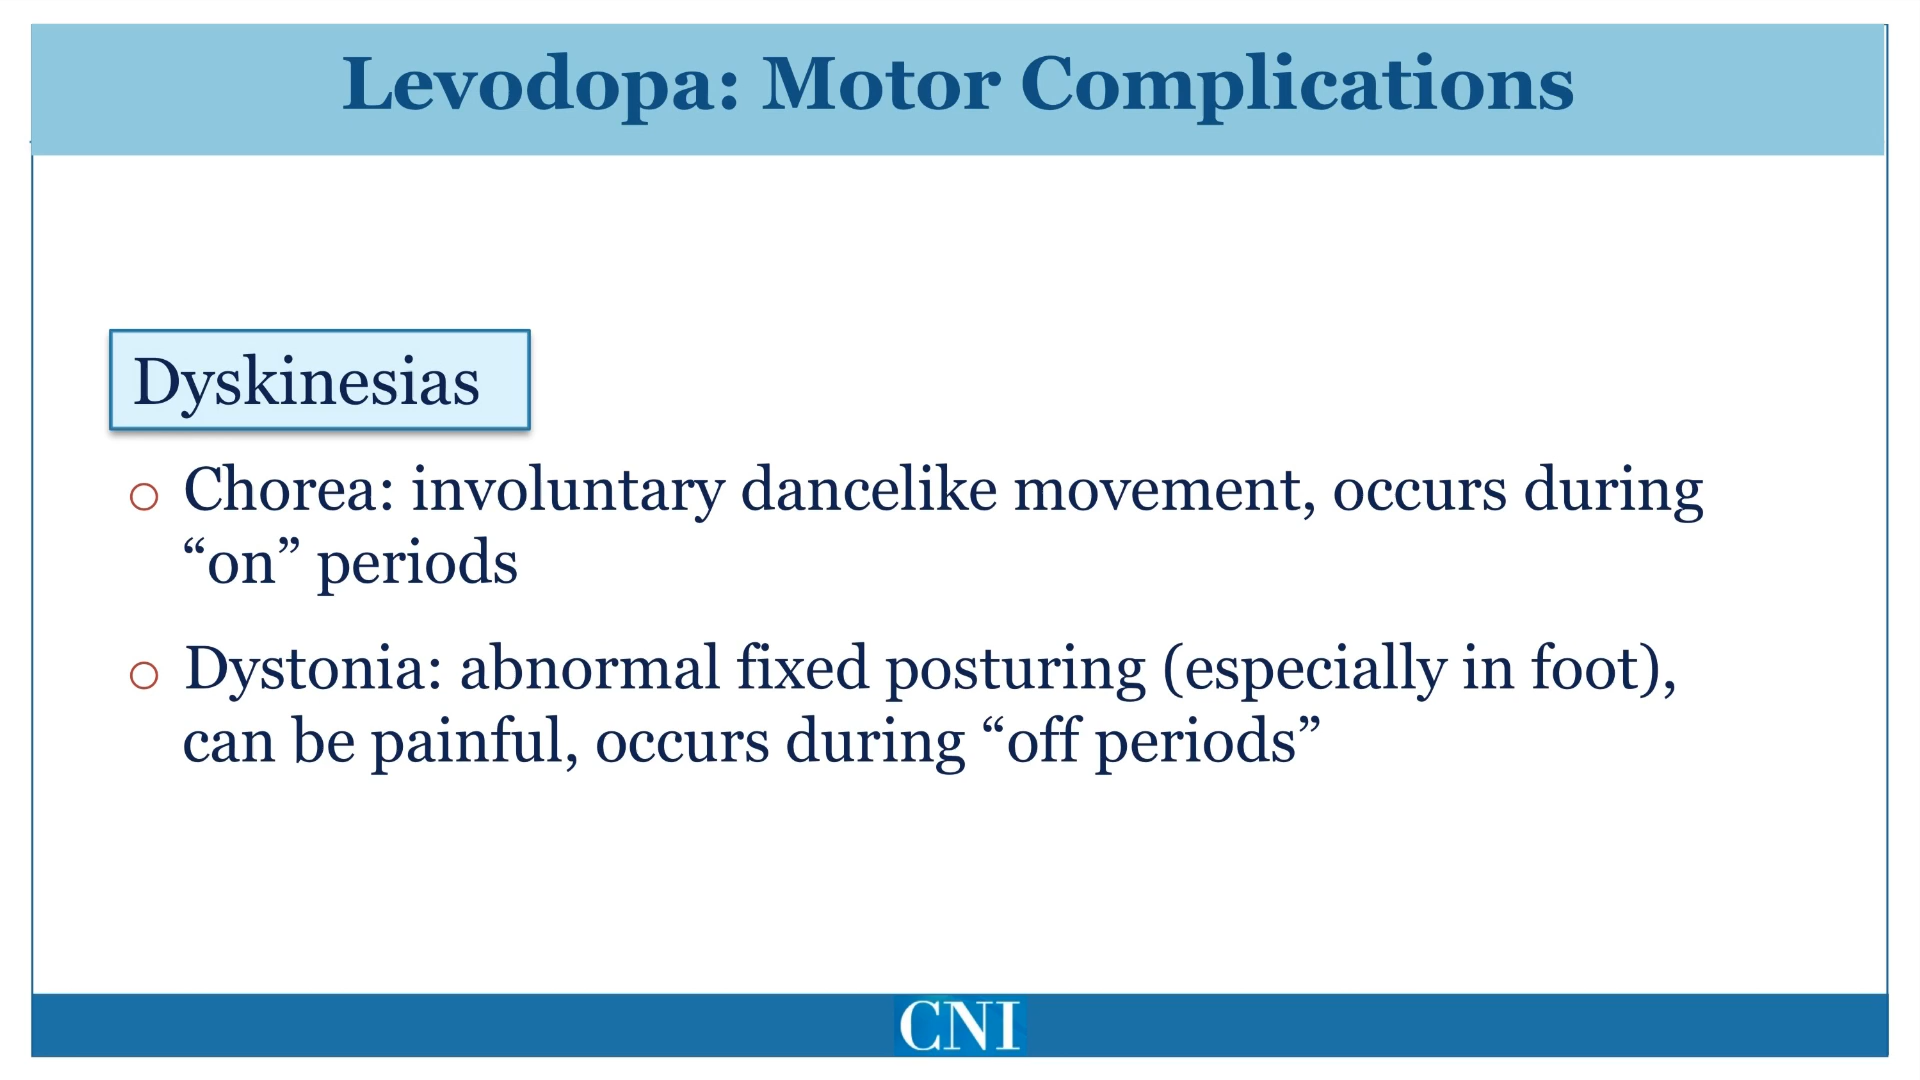 Levodopa: Motor Complications
Dyskinesias
Chorea: involuntary dancelike movement, occurs during
“on” periods
Dystonia: abnormal fixed posturing (especially in foot),
can be painful, occurs during “off periods”
CNI